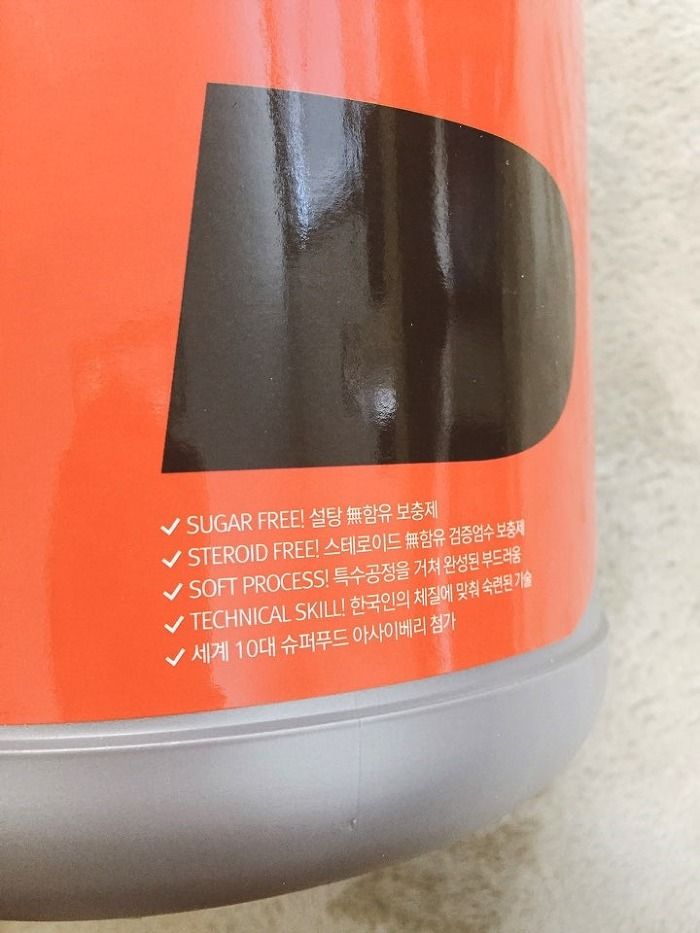 D
SUGAR FREE! 설탕 無함유 보충제
STEROID FREE! 스테로이드 無함유 검증엄수 보충제
SOFT PROCESS! 특수공정을 거쳐 완성된 부드러움
TECHNICAL SKILL! 한국인의 체질에 맞춰 숙련된 기술
세계 10대 슈퍼푸드 아사이베리 첨가